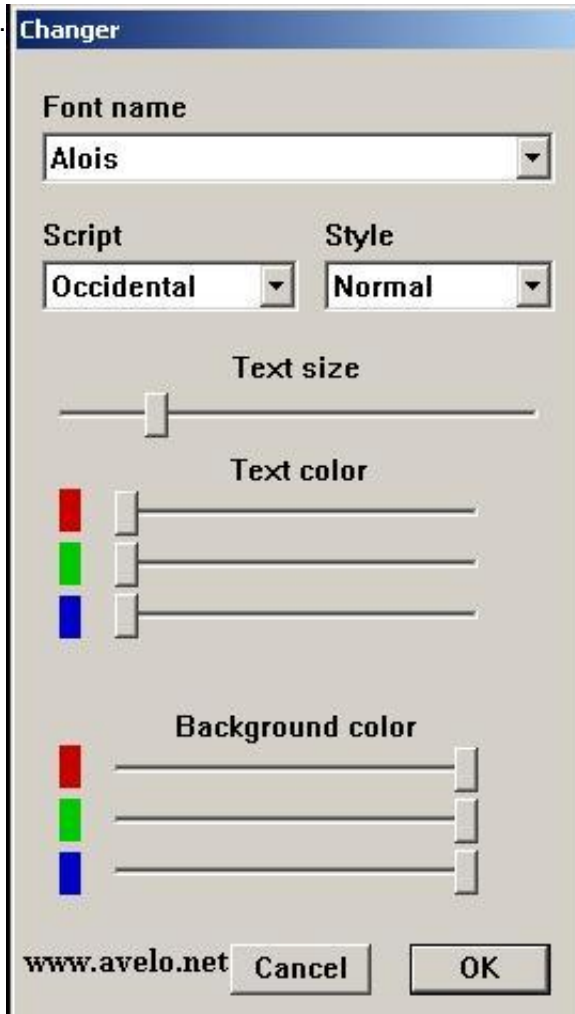 Changer
Font name
Alois
Script Style
Occidental Normal
Text size
Text color
Background color
www.avelo.net Cancel OK